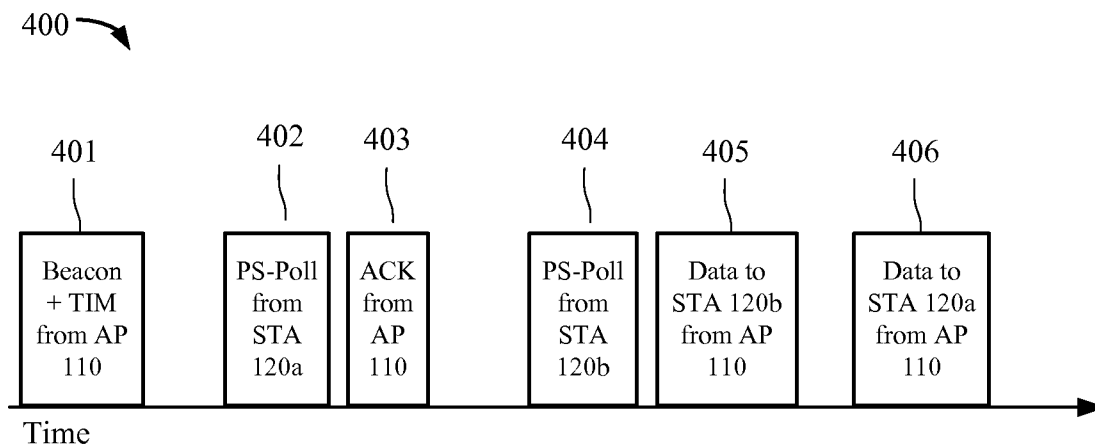 400
401
402
403
404
405
406
Beacon
+ TIM
from AP
110
PS-Poll
from
STA
120a
ACK
from
AP
110
PS-Poll
from
STA
120b
Data to
STA 120b
from AP
110
Data to
STA 120a
from AP
110
Time